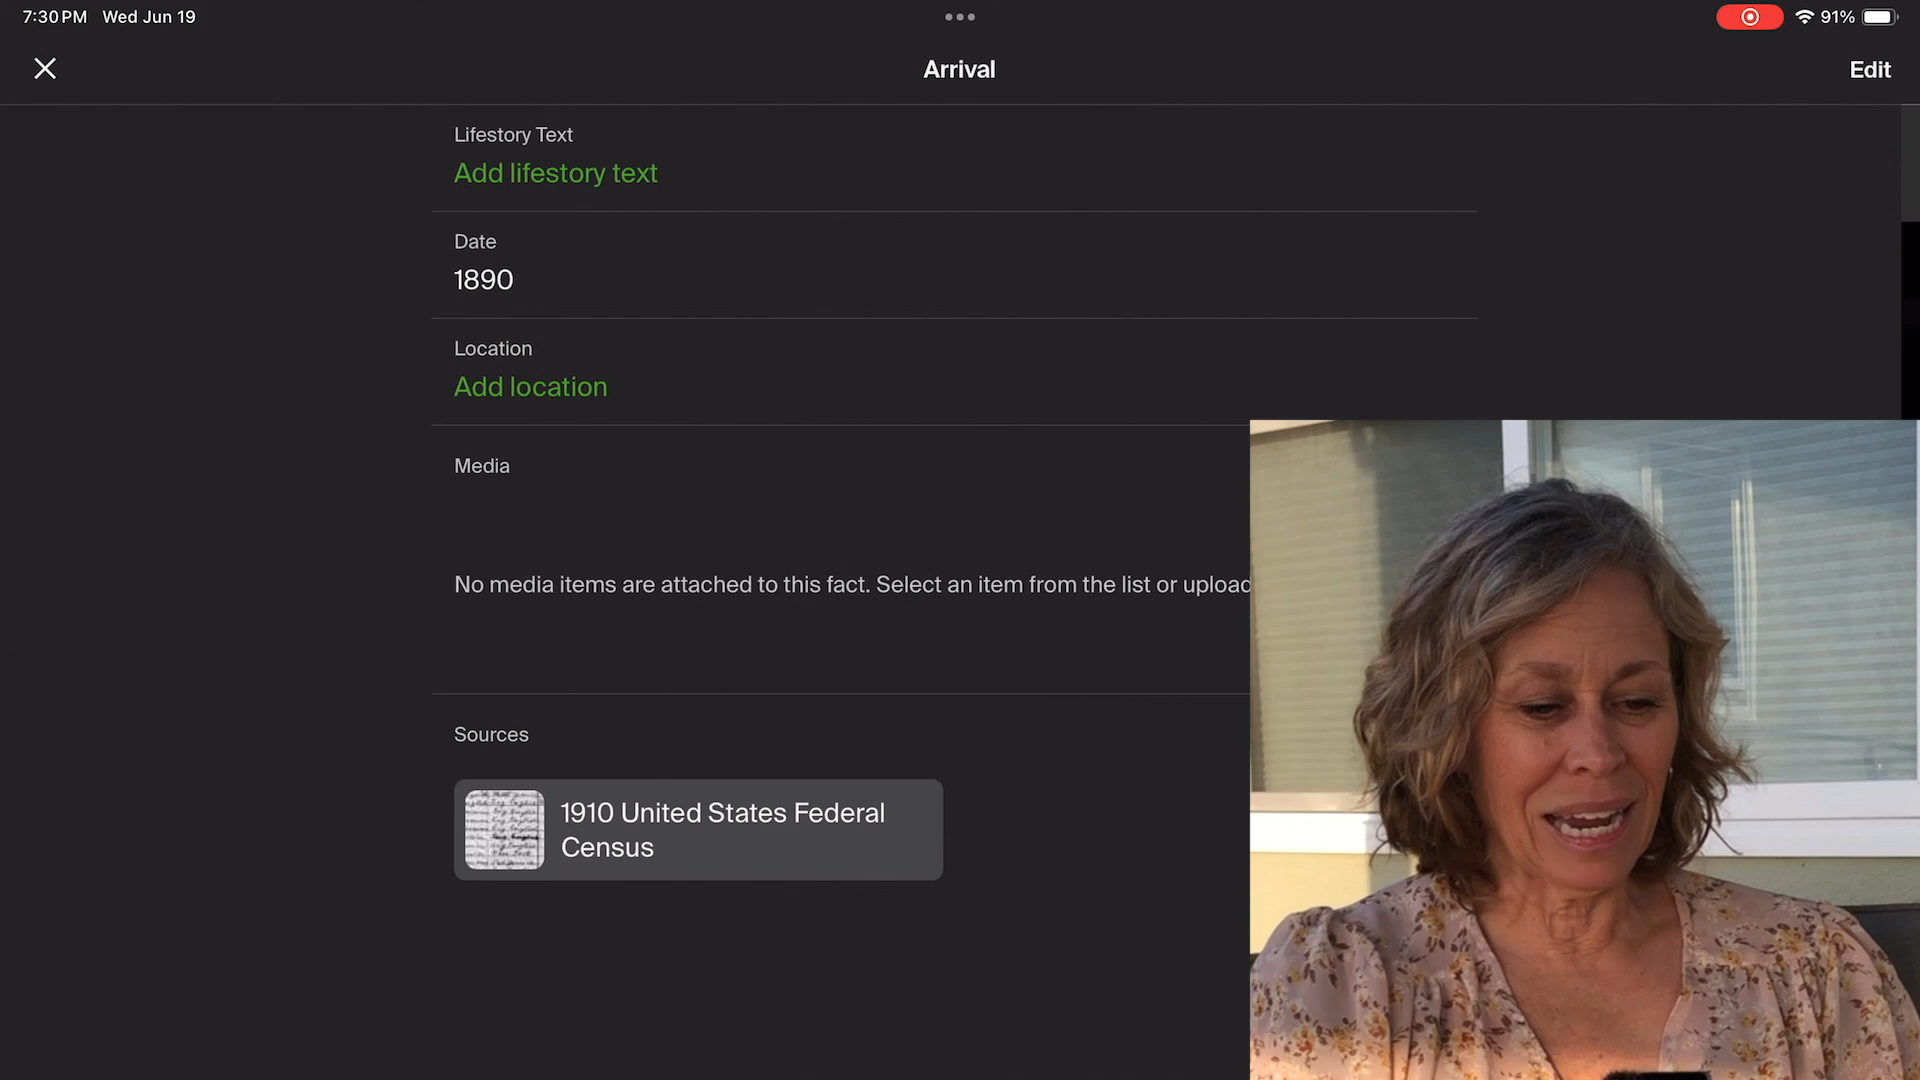 7:30 PM Wed Jun 19
91%
Arrival
Edit
Lifestory Text
Add lifestory text
Date
1890
Location
Add location
Media
No media items are attached to this fact. Select an item from the list or upload
Sources
1910 United States Federal
Census